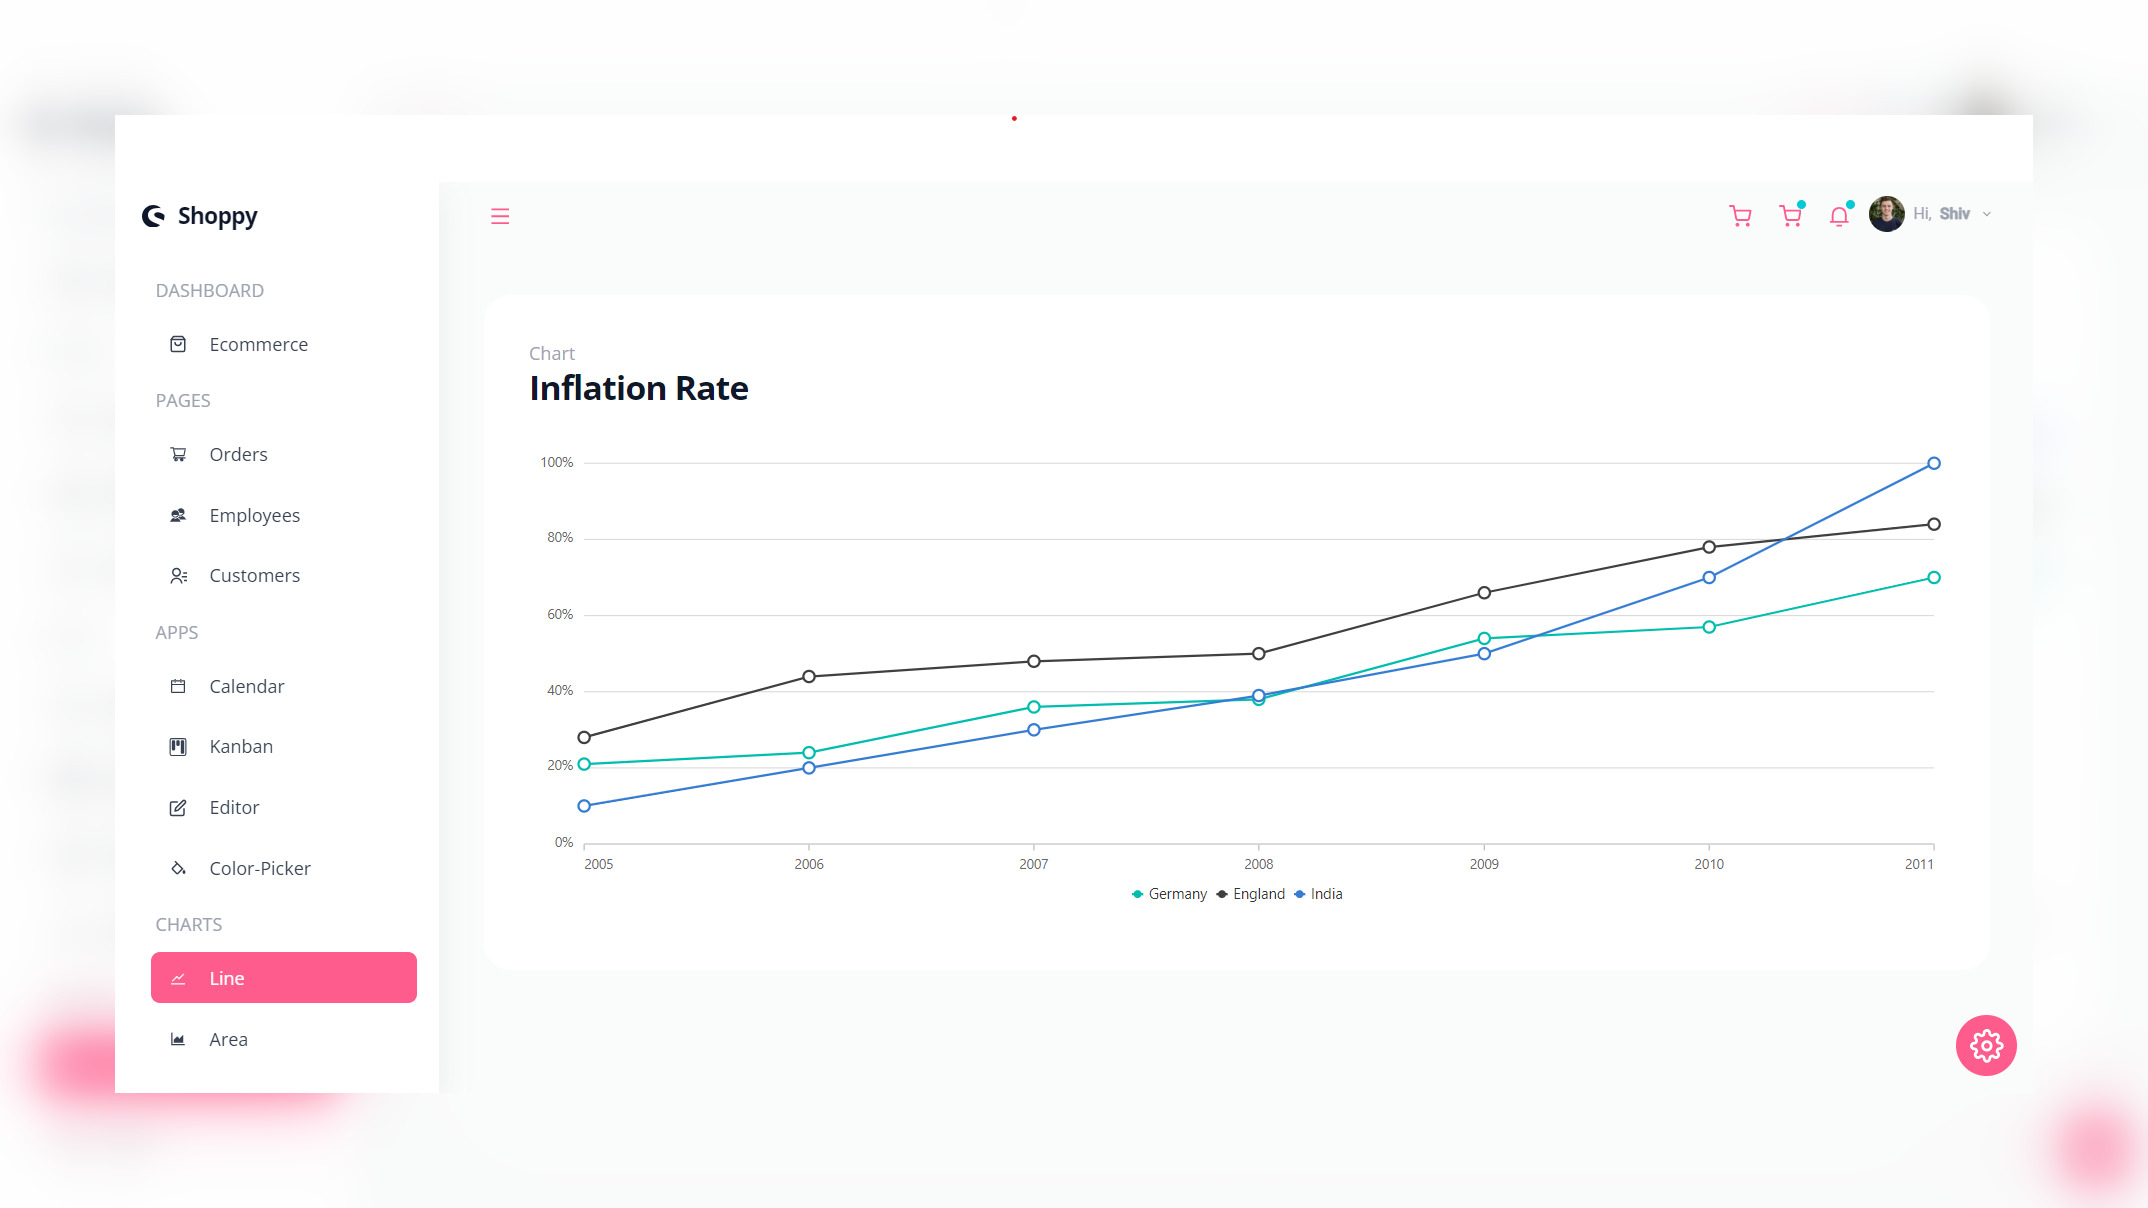 Shoppy
Hi, Shiv
DASHBOARD
Ecommerce
PAGES
Orders
Employees
Customers
APPS
Calendar
Kanban
Editor
Color-Picker
CHARTS
Line
Area
Chart
Inflation Rate
100%
80%
60%
40%
20%
0%
2005 2006 2007 2008 2009 2010 2011
Germany England India